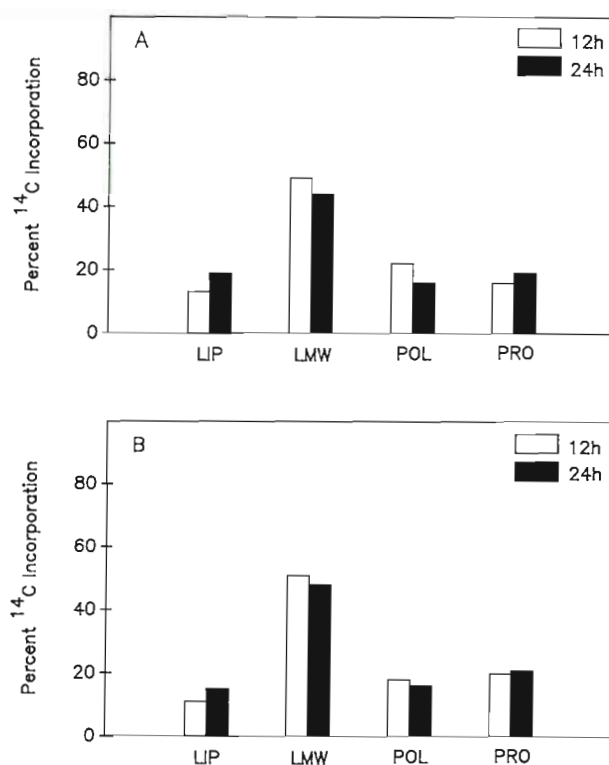 A
12h
24h
Percent ¹⁴C Incorporation
80
60
40
20
0
LIP LMW POL PRO
B
12h
24h
Percent ¹⁴C Incorporation
80
60
40
20
0
LIP LMW POL PRO